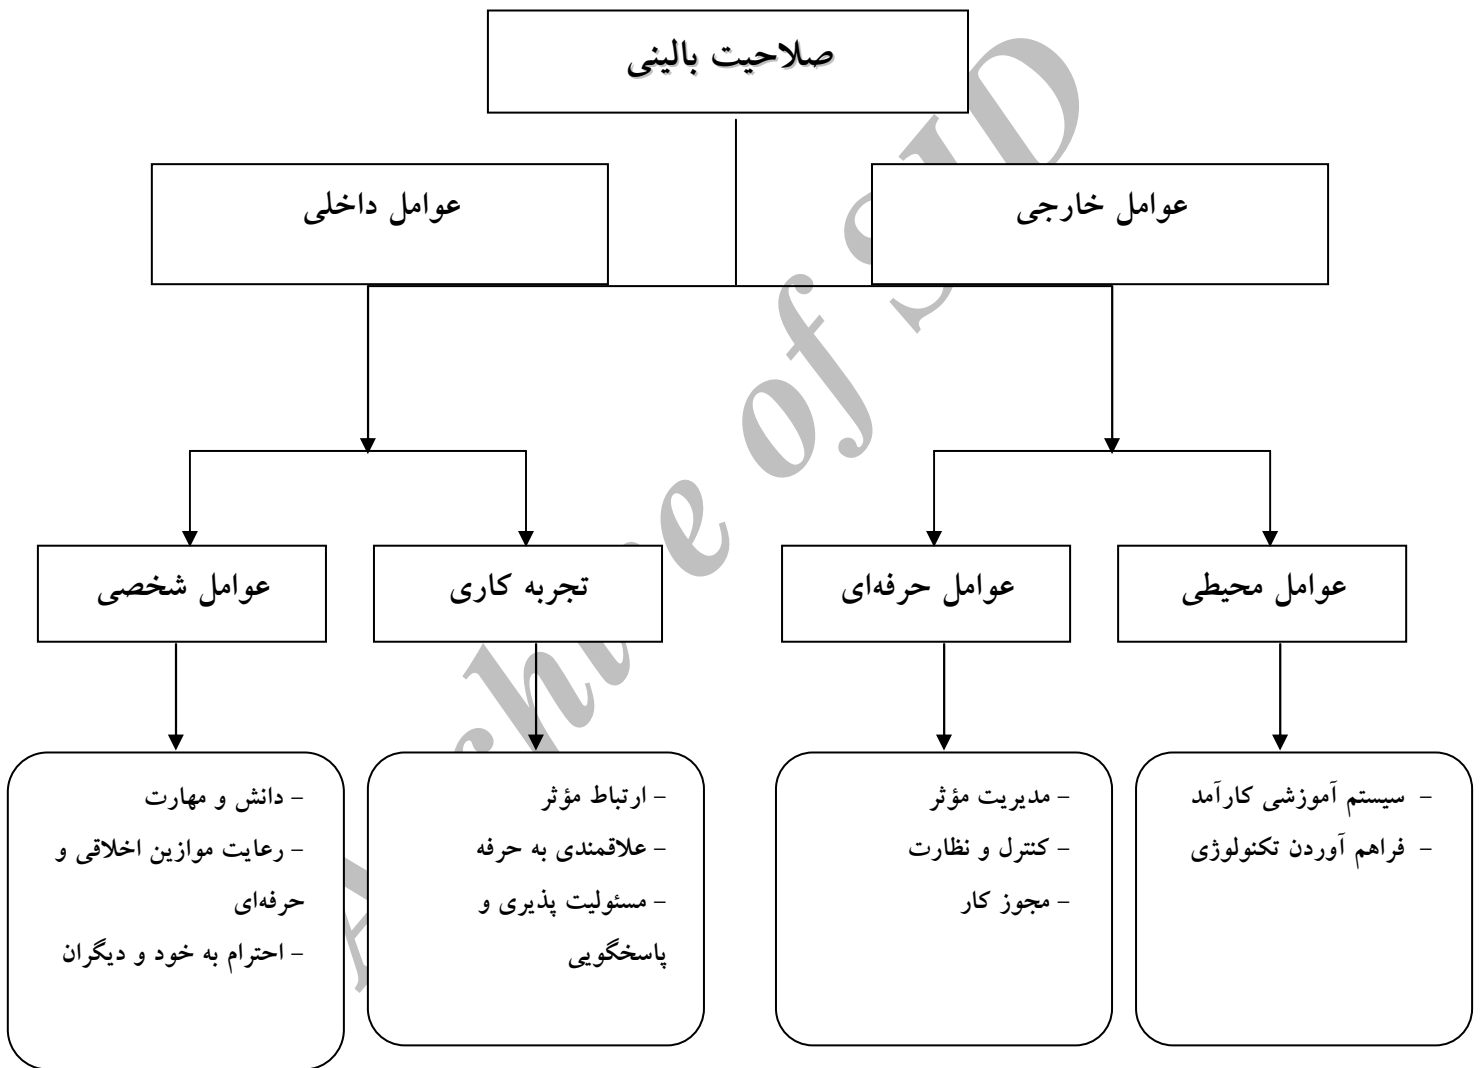 صلاحیت بالینی
عوامل خارجی
عوامل داخلی
عوامل محیطی
عوامل حرفه‌ای
تجربه کاری
عوامل شخصی
- سیستم آموزشی کارآمد
- فراهم آوردن تکنولوژی
- مدیریت مؤثر
- کنترل و نظارت
- مجوز کار
- ارتباط مؤثر
- علاقمندی به حرفه
- مسئولیت پذیری و
پاسخگویی
- دانش و مهارت
- رعایت موازین اخلاقی و
حرفه‌ای
- احترام به خود و دیگران
Archive of SID